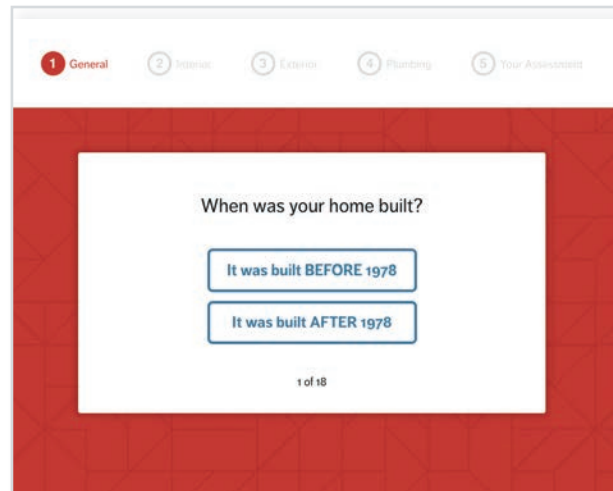 1 General
2 Interior
3 Exterior
4 Plumbing
5 Your Assessment
When was your home built?
It was built BEFORE 1978
It was built AFTER 1978
1 of 18